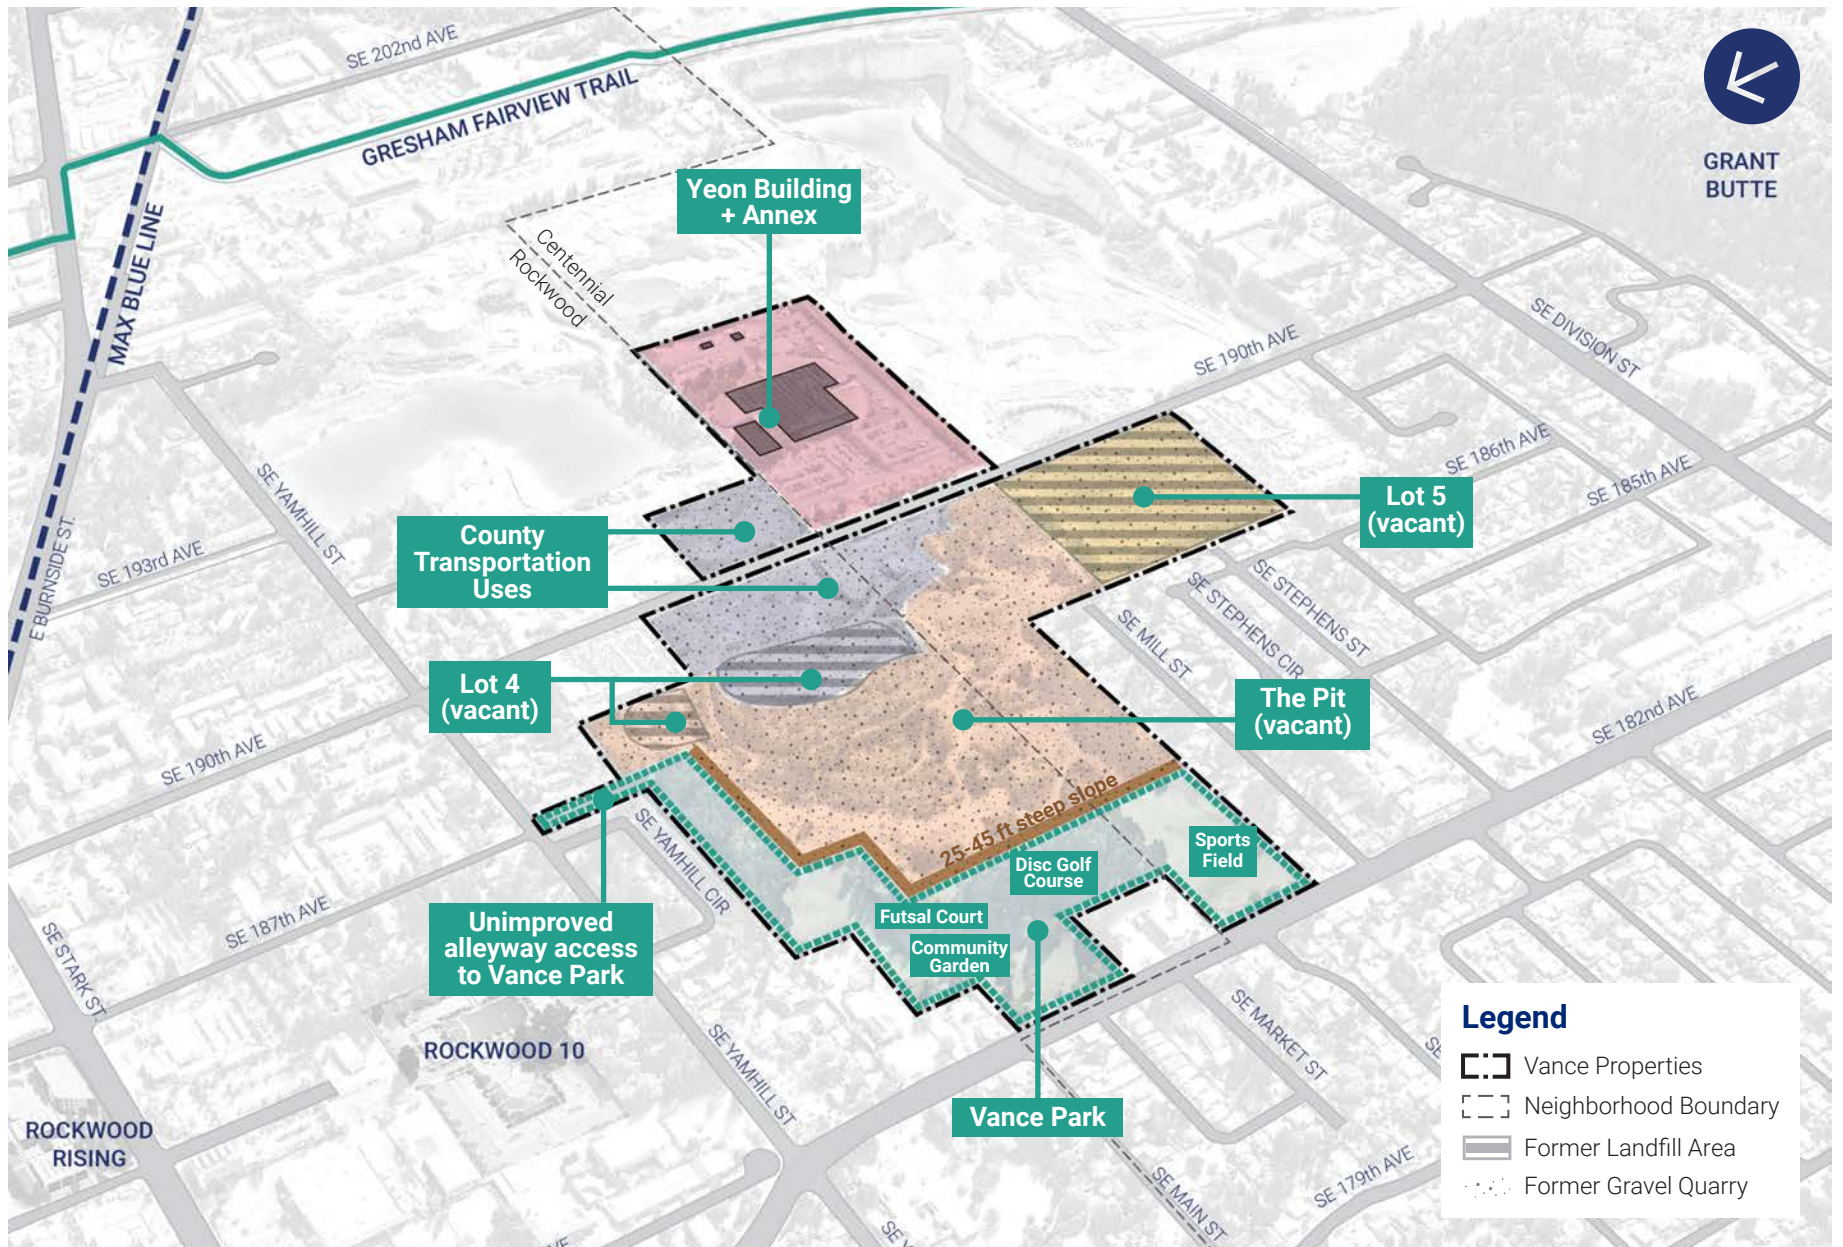 SE 202nd AVE
GRESHAM FAIRVIEW TRAIL
GRANT
BUTTE
MAX BLUE LINE
Yeon Building
+ Annex
Centennial
Rockwood
SE DIVISION ST
SE 190th AVE
SE 186th AVE
SE 185th AVE
Lot 5
(vacant)
SE YAMHILL ST
County
Transportation
Uses
SE 193rd AVE
E BURNSIDE ST.
SE STEPHENS ST
SE STEPHENS CIR
SE MILL ST
Lot 4
(vacant)
The Pit
(vacant)
SE 182nd AVE
SE 190th AVE
25-45 ft steep slope
SE YAMHILL CIR
Sports
Field
Disc Golf
Course
Futsal Court
Community
Garden
SE 187th AVE
Unimproved
alleyway access
to Vance Park
SE STARK ST.
ROCKWOOD 10
SE YAMHILL ST
SE MARKET ST
SE
Vance Park
ROCKWOOD
RISING
SE MAIN ST
SE 179th AVE
SE Y
VE
Legend
Vance Properties
Neighborhood Boundary
Former Landfill Area
Former Gravel Quarry